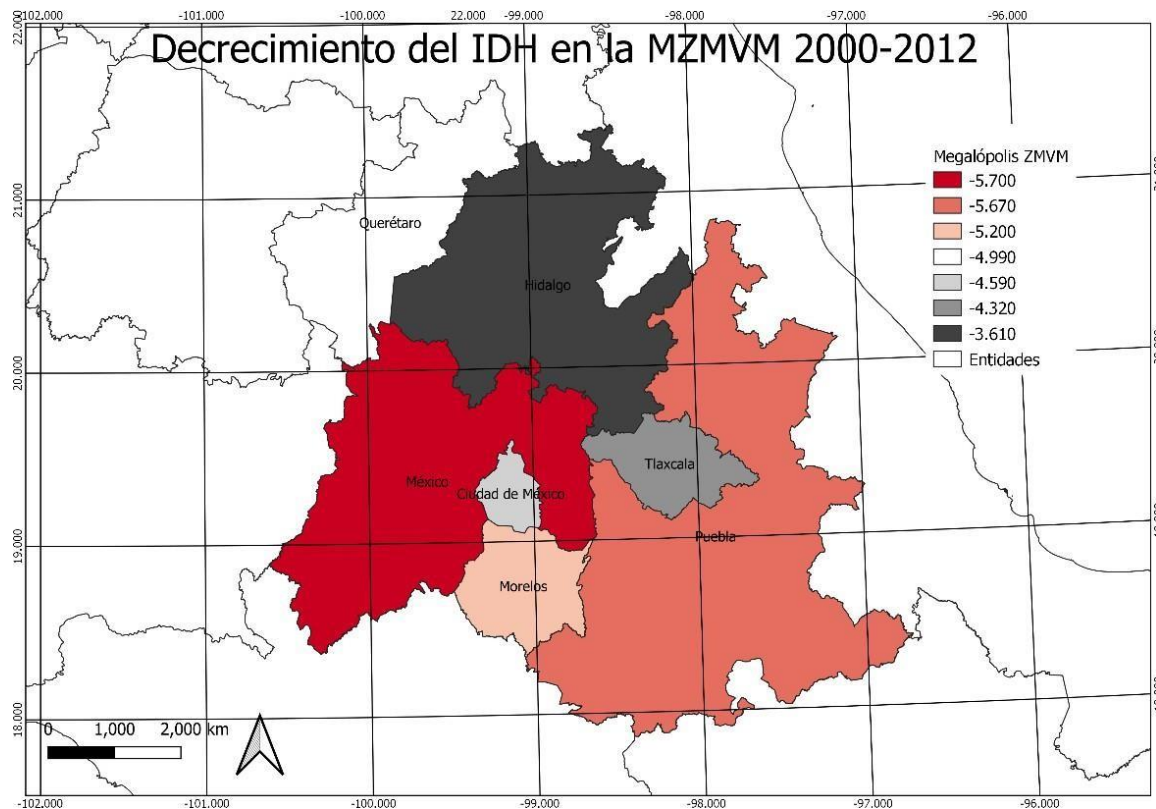 -102.000 -101.000 -100.000 22.000 -99.000 -98.000 -97.000 -96.000
22.000
Decrecimiento del IDH en la MZMVM 2000-2012
Megalópolis ZMVM
-5.700
-5.670
-5.200
-4.990
-4.590
-4.320
-3.610
Entidades
21.000
Querétaro
Hidalgo
20.000
Tlaxcala
México
Ciudad de México
Puebla
19.000
Morelos
18.000
0 1,000 2,000 km
-102.000 -101.000 -100.000 -99.000 -98.000 -97.000 -96.000